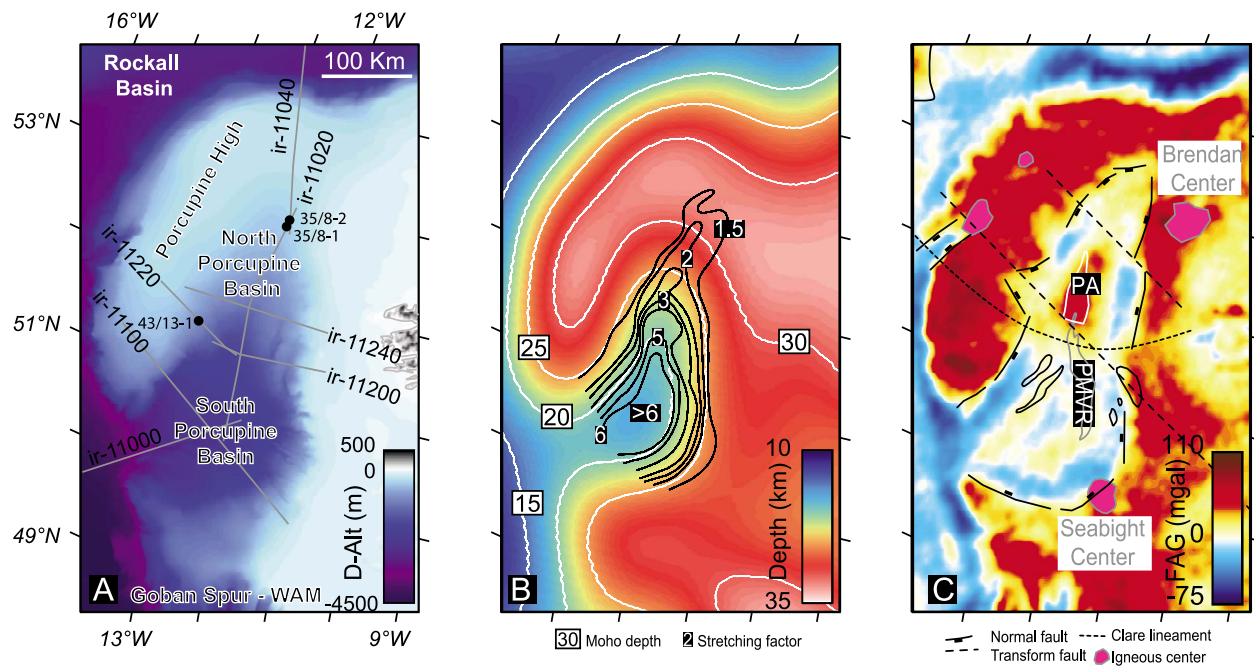 16°W
12°W
Rockall
Basin
100 Km
ir-11040
ir-11020
53°N
Porcupine High
35/8-2
35/8-1
North
Porcupine
Basin
ir-11220
ir-11100
43/13-1
51°N
ir-11240
ir-11200
South
Porcupine
Basin
ir-11000
500
0
D-Alt (m)
-4500
49°N
A
Goban Spur - WAM
13°W
9°W
1.5
2
3
5
>6
6
25
30
20
15
10
Depth (km)
35
B
30 Moho depth
2 Stretching factor
Brendan
Center
PA
PMVR
110
0
FAG (mgal)
-75
Seabight
Center
C
Normal fault
Clare lineament
Transform fault
Igneous center